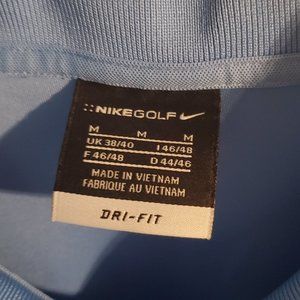 ::NIKEGOLF
M M M
UK 38/40 I 46/48
F 46/48 D 44/46
MADE IN VIETNAM
FABRIQUE AU VIETNAM
DRI-FIT